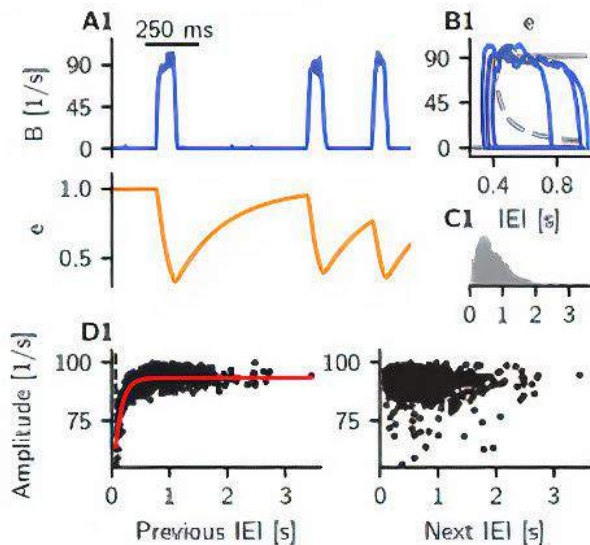 A1
250 ms
B [1/s]
90
45
0
B1
e
90
45
0
0.4
0.8
e
1.0
0.5
C1
IEI [s]
0
1
2
3
D1
Amplitude [1/s]
100
75
0
1
2
3
Previous IEI [s]
100
75
0
1
2
3
Next IEI [s]